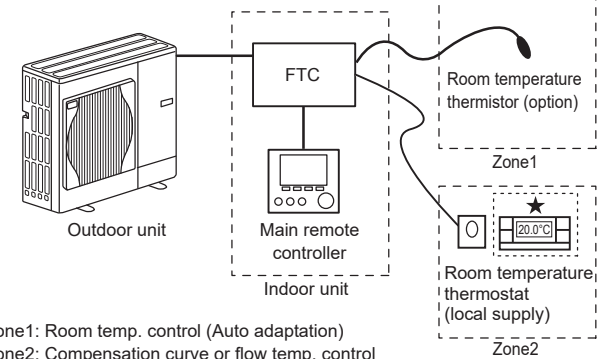 FTC
Room temperature
thermistor (option)
Zone1
Outdoor unit
Main remote
controller
Indoor unit
20.0°C
Room temperature
thermostat
(local supply)
Zone2
one1: Room temp. control (Auto adaptation)
one2: Compensation curve or flow temp. control